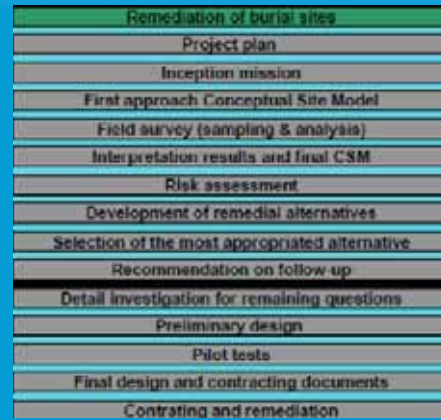 Remediation of burial sites
Project plan
Inception mission
First approach Conceptual Site Model
Field survey (sampling & analysis)
Interpretation results and final CSM
Risk assessment
Development of remedial alternatives
Selection of the most appropriated alternative
Recommendation on follow up
Detail investigation for remaining questions
Preliminary design
Pilot tests
Final design and contracting documents
Contrating and remediation